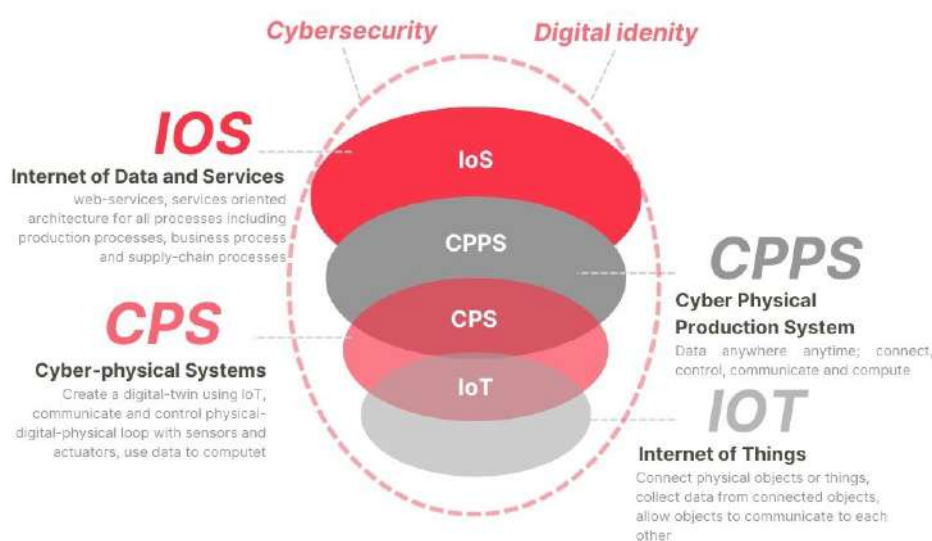 Cybersecurity
Digital idenity
IOS
Internet of Data and Services
web-services, services oriented
architecture for all processes including
production processes, business process
and supply-chain processes
CPS
Cyber-physical Systems
Create a digital-twin using IoT,
communicate and control physical-
digital-physical loop with sensors and
actuators, use data to computet
IoS
CPPS
CPS
IoT
CPPS
Cyber Physical
Production System
Data anywhere anytime; connect,
control, communicate and compute
IOT
Internet of Things
Connect physical objects or things,
collect data from connected objects,
allow objects to communicate to each
other